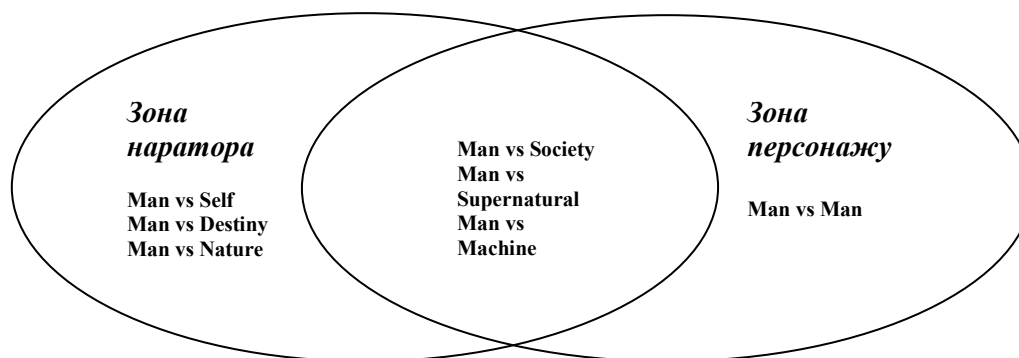 Зона
наратора
Man vs Self
Man vs Destiny
Man vs Nature
Man vs Society
Man vs
Supernatural
Man vs
Machine
Зона
персонажу
Man vs Man